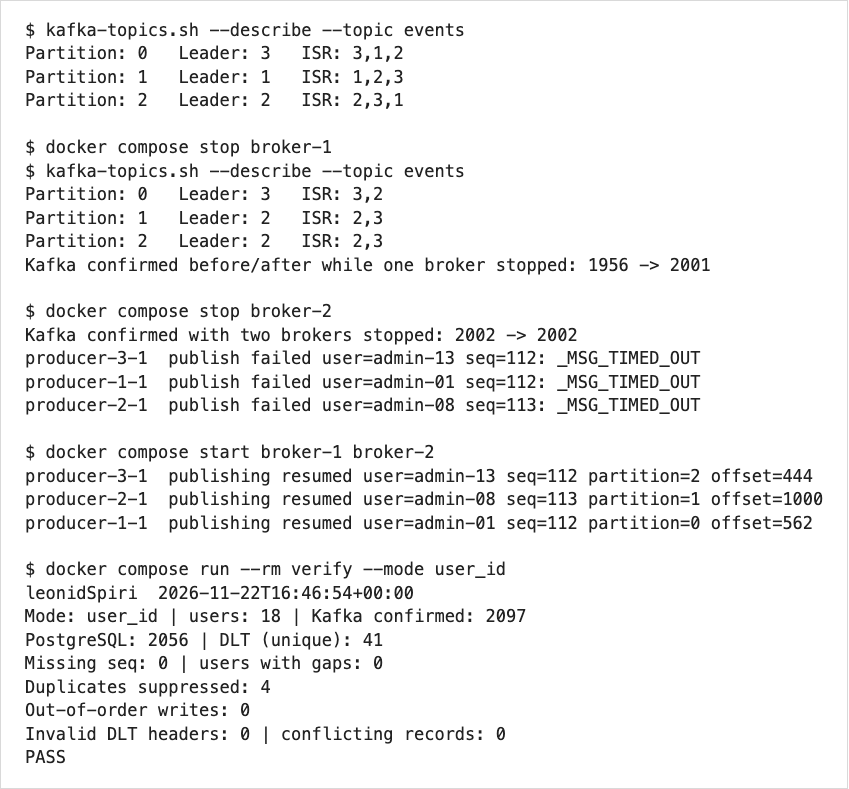 $ kafka-topics.sh --describe --topic events
Partition: 0   Leader: 3   ISR: 3,1,2
Partition: 1   Leader: 1   ISR: 1,2,3
Partition: 2   Leader: 2   ISR: 2,3,1

$ docker compose stop broker-1
$ kafka-topics.sh --describe --topic events
Partition: 0   Leader: 3   ISR: 3,2
Partition: 1   Leader: 2   ISR: 2,3
Partition: 2   Leader: 2   ISR: 2,3
Kafka confirmed before/after while one broker stopped: 1956 -> 2001

$ docker compose stop broker-2
Kafka confirmed with two brokers stopped: 2002 -> 2002
producer-3-1  publish failed user=admin-13 seq=112: _MSG_TIMED_OUT
producer-1-1  publish failed user=admin-01 seq=112: _MSG_TIMED_OUT
producer-2-1  publish failed user=admin-08 seq=113: _MSG_TIMED_OUT

$ docker compose start broker-1 broker-2
producer-3-1  publishing resumed user=admin-13 seq=112 partition=2 offset=444
producer-2-1  publishing resumed user=admin-08 seq=113 partition=1 offset=1000
producer-1-1  publishing resumed user=admin-01 seq=112 partition=0 offset=562

$ docker compose run --rm verify --mode user_id
leonidSpiri  2026-11-22T16:46:54+00:00
Mode: user_id | users: 18 | Kafka confirmed: 2097
PostgreSQL: 2056 | DLT (unique): 41
Missing seq: 0 | users with gaps: 0
Duplicates suppressed: 4
Out-of-order writes: 0
Invalid DLT headers: 0 | conflicting records: 0
PASS